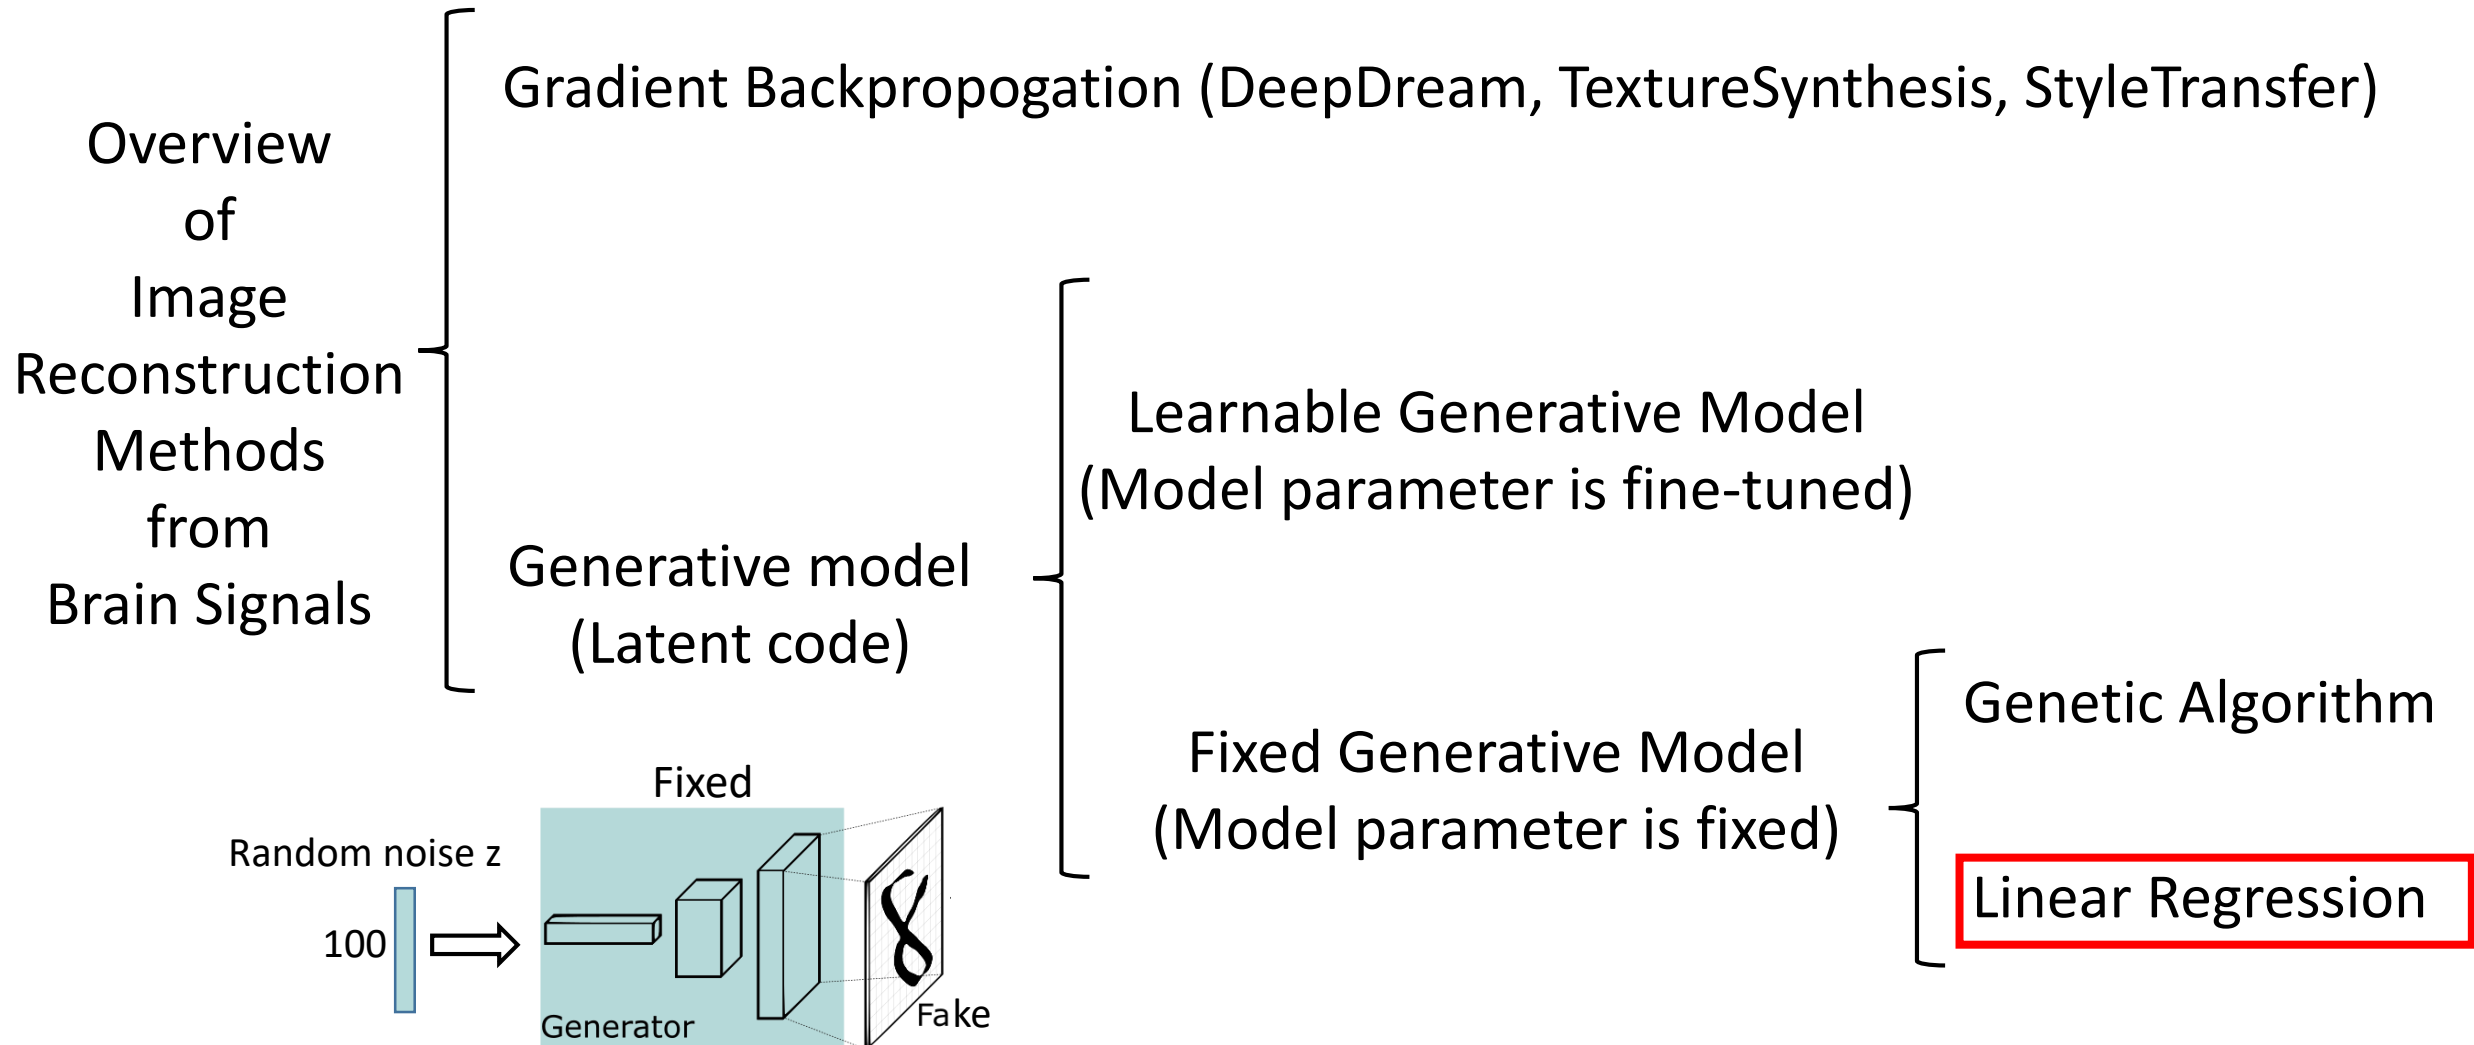 Overview
of
Image
Reconstruction
Methods
from
Brain Signals
Gradient Backpropogation (DeepDream, TextureSynthesis, StyleTransfer)
Generative model
(Latent code)
Learnable Generative Model
(Model parameter is fine-tuned)
Fixed Generative Model
(Model parameter is fixed)
Genetic Algorithm
Linear Regression
Fixed
Random noise z
100
Generator
8
Fake